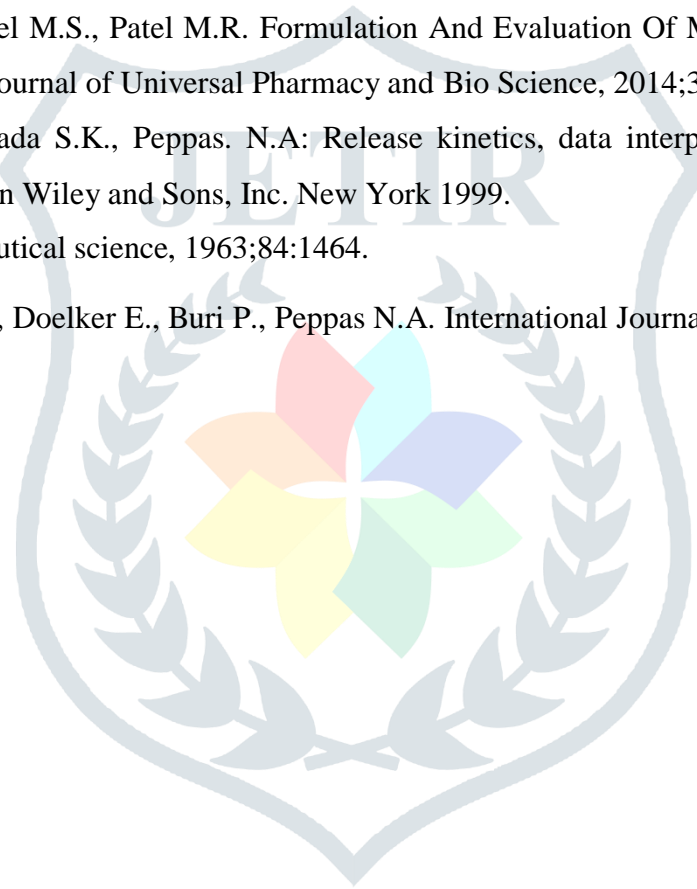 el M.S., Patel M.R. Formulation And Evaluation Of M
ournal of Universal Pharmacy and Bio Science, 2014;3
ada S.K., Peppas. N.A: Release kinetics, data interp
n Wiley and Sons, Inc. New York 1999.
utical science, 1963;84:1464.
, Doelker E., Buri P., Peppas N.A. International Journa
JETIR